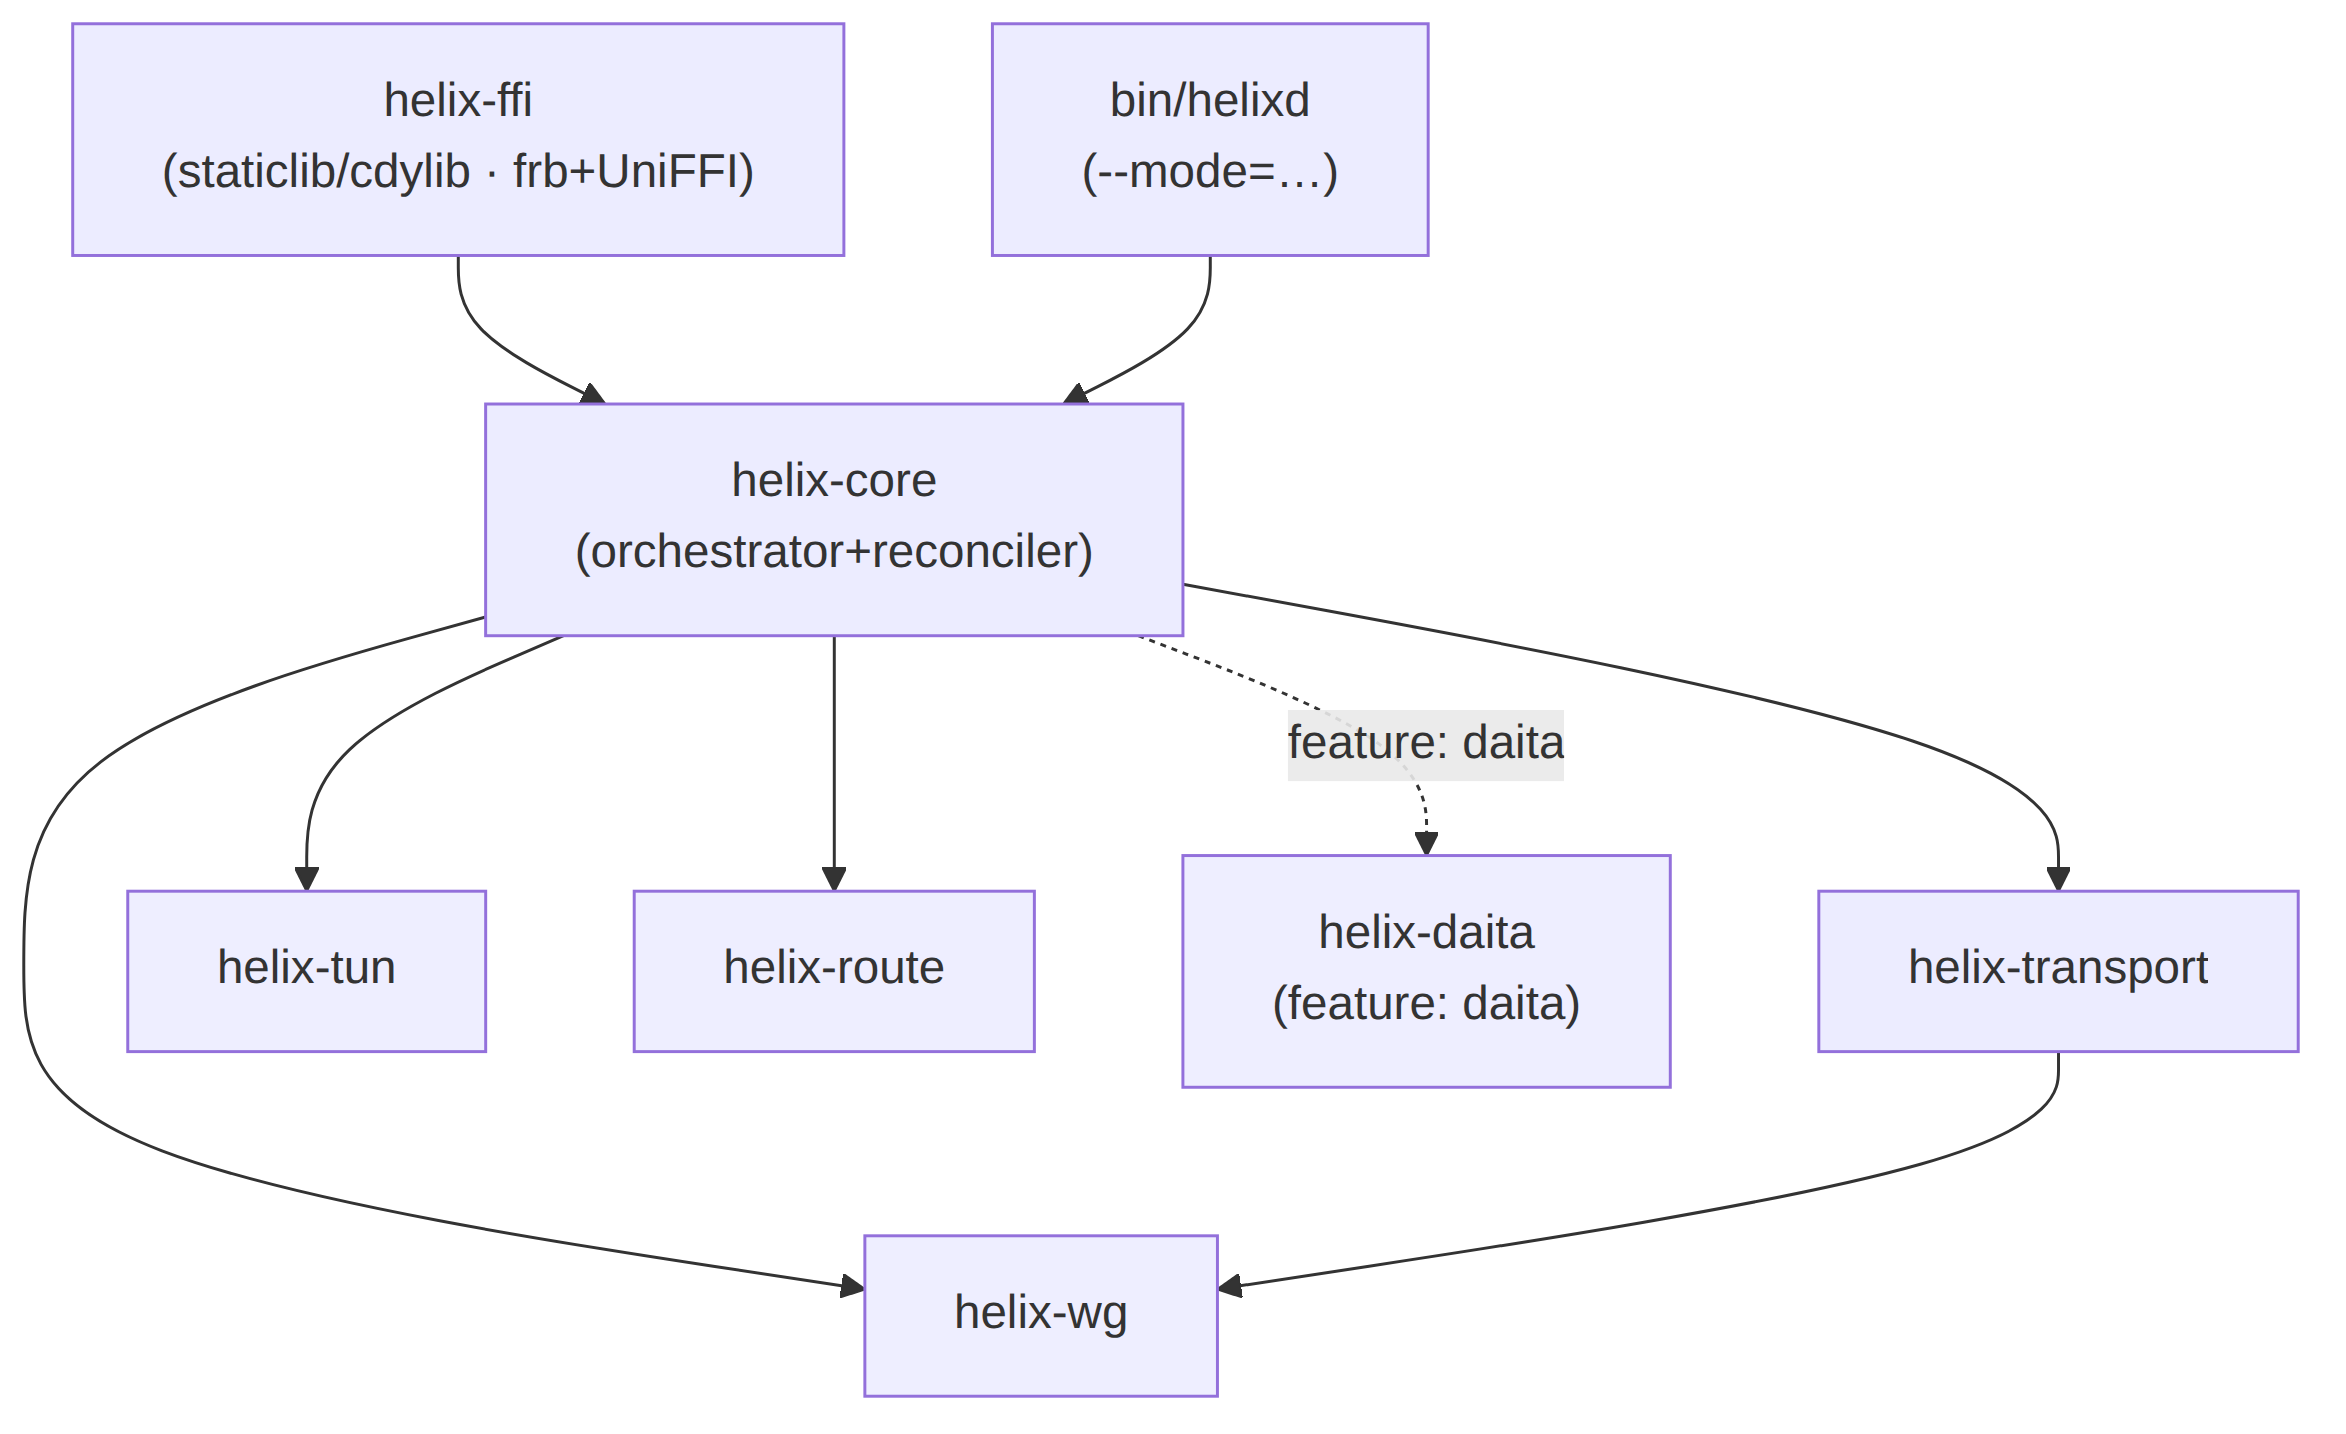 helix-ffi
(staticlib/cdylib · frb+UniFFI)
bin/helixd
(--mode=…)
helix-core
(orchestrator+reconciler)
feature: daita
helix-tun
helix-route
helix-daita
(feature: daita)
helix-transport
helix-wg